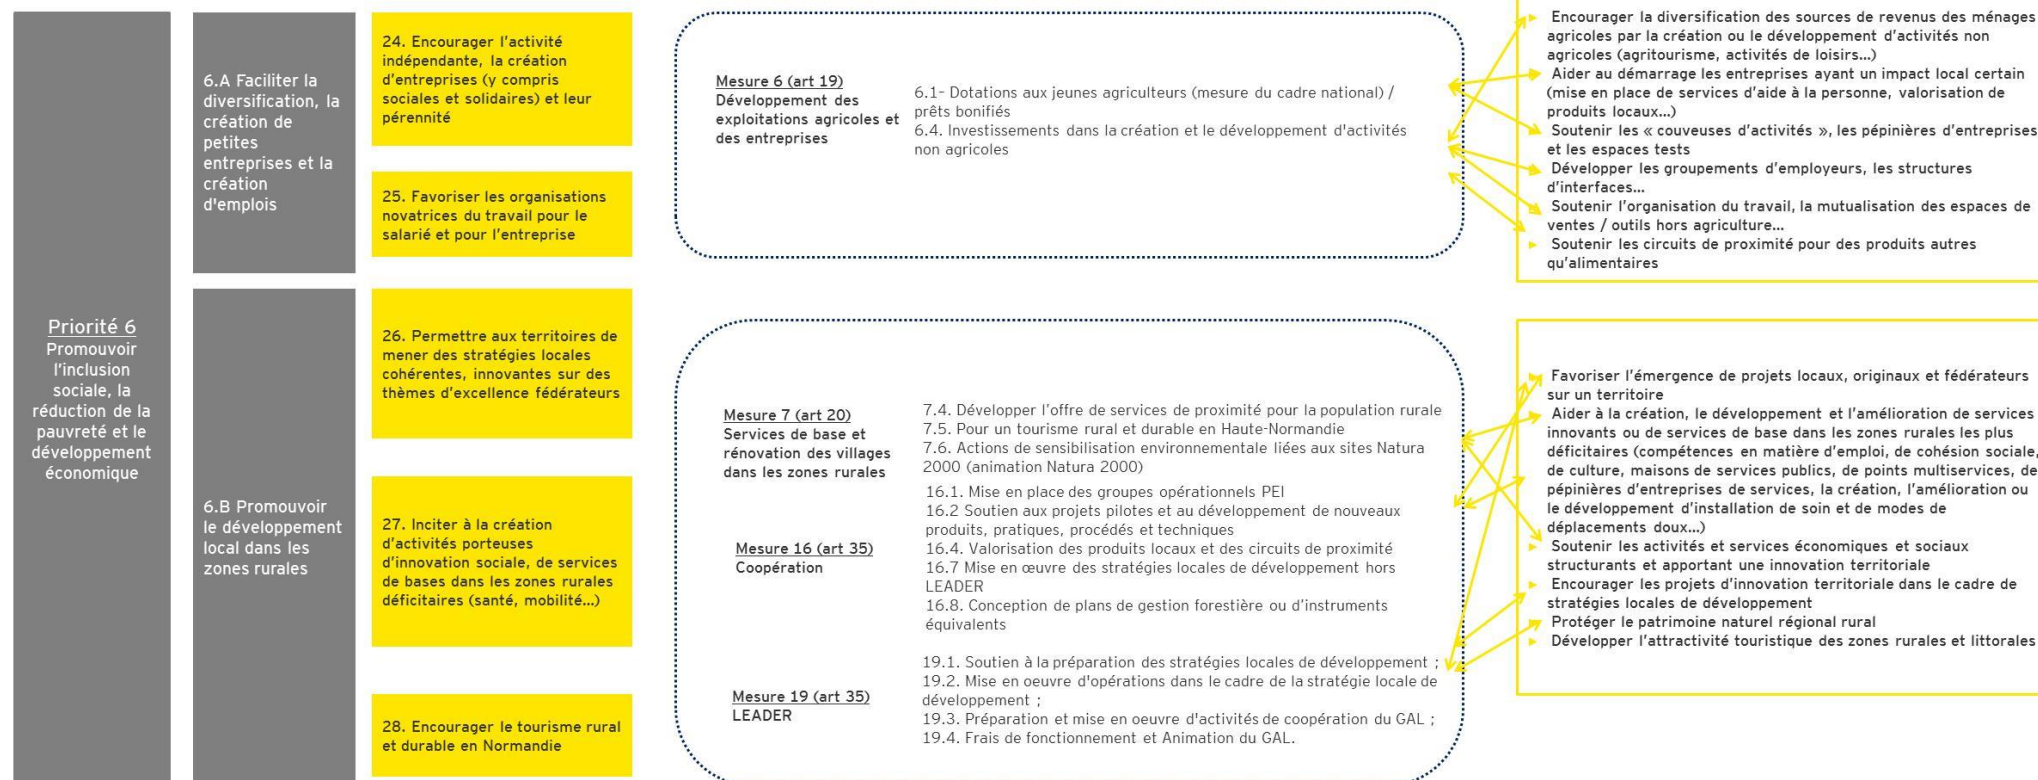 Priorité 6
Promouvoir
l'inclusion
sociale, la
réduction de la
pauvreté et le
développement
économique
6.A Faciliter la
diversification, la
création de
petites
entreprises et la
création
d'emplois
6.B Promouvoir
le développement
local dans les
zones rurales
24. Encourager l'activité
indépendante, la création
d'entreprises (y compris
sociales et solidaires) et leur
pérennité
25. Favoriser les organisations
novatrices du travail pour le
salarié et pour l'entreprise
26. Permettre aux territoires de
mener des stratégies locales
cohérentes, innovantes sur des
thèmes d'excellence fédérateurs
27. Inciter à la création
d'activités porteuses
d'innovation sociale, de services
de bases dans les zones rurales
déficitaires (santé, mobilité...)
28. Encourager le tourisme rural
et durable en Normandie
Mesure 6 (art 19)
Développement des
exploitations agricoles et
des entreprises
6.1- Dotations aux jeunes agriculteurs (mesure du cadre national) /
prêts bonifiés
6.4. Investissements dans la création et le développement d'activités
non agricoles
Mesure 7 (art 20)
Services de base et
rénovation des villages
dans les zones rurales
7.4. Développer l'offre de services de proximité pour la population rurale
7.5. Pour un tourisme rural et durable en Haute-Normandie
7.6. Actions de sensibilisation environnementale liées aux sites Natura
2000 (animation Natura 2000)
Mesure 16 (art 35)
Coopération
16.1. Mise en place des groupes opérationnels PEI
16.2 Soutien aux projets pilotes et au développement de nouveaux
produits, pratiques, procédés et techniques
16.4. Valorisation des produits locaux et des circuits de proximité
16.7 Mise en œuvre des stratégies locales de développement hors
LEADER
16.8. Conception de plans de gestion forestière ou d'instruments
équivalents
Mesure 19 (art 35)
LEADER
19.1. Soutien à la préparation des stratégies locales de développement ;
19.2. Mise en oeuvre d'opérations dans le cadre de la stratégie locale de
développement ;
19.3. Préparation et mise en oeuvre d'activités de coopération du GAL ;
19.4. Frais de fonctionnement et Animation du GAL.
Encourager la diversification des sources de revenus des ménages
agricoles par la création ou le développement d'activités non
agricoles (agritourisme, activités de loisirs...)
Aider au démarrage les entreprises ayant un impact local certain
(mise en place de services d'aide à la personne, valorisation de
produits locaux...)
Soutenir les « couveuses d'activités », les pépinières d'entreprises
et les espaces tests
Développer les groupements d'employeurs, les structures
d'interfaces...
Soutenir l'organisation du travail, la mutualisation des espaces de
ventes / outils hors agriculture...
Soutenir les circuits de proximité pour des produits autres
qu'alimentaires
Favoriser l'émergence de projets locaux, originaux et fédérateurs
sur un territoire
Aider à la création, le développement et l'amélioration de services
innovants ou de services de base dans les zones rurales les plus
déficitaires (compétences en matière d'emploi, de cohésion sociale,
de culture, maisons de services publics, de points multiservices, de
pépinières d'entreprises de services, la création, l'amélioration ou
le développement d'installation de soin et de modes de
déplacements doux...)
Soutenir les activités et services économiques et sociaux
structurants et apportant une innovation territoriale
Encourager les projets d'innovation territoriale dans le cadre de
stratégies locales de développement
Protéger le patrimoine naturel régional rural
Développer l'attractivité touristique des zones rurales et littorales